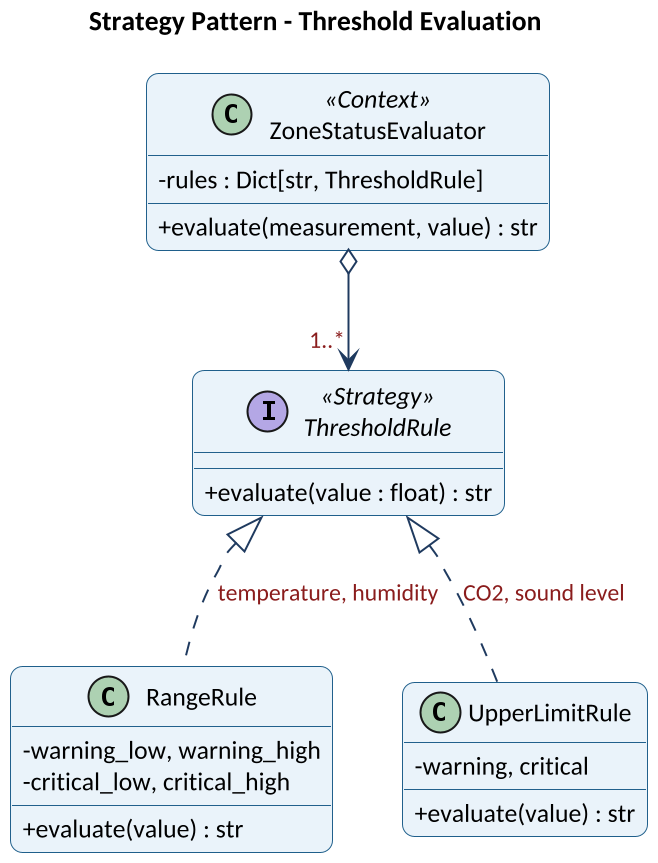 Strategy Pattern - Threshold Evaluation
C
«Context»
ZoneStatusEvaluator
-rules : Dict[str, ThresholdRule]
+evaluate(measurement, value) : str
1..*
I
«Strategy»
ThresholdRule
+evaluate(value : float) : str
temperature, humidity
CO2, sound level
C RangeRule
-warning_low, warning_high
-critical_low, critical_high
+evaluate(value) : str
C UpperLimitRule
-warning, critical
+evaluate(value) : str